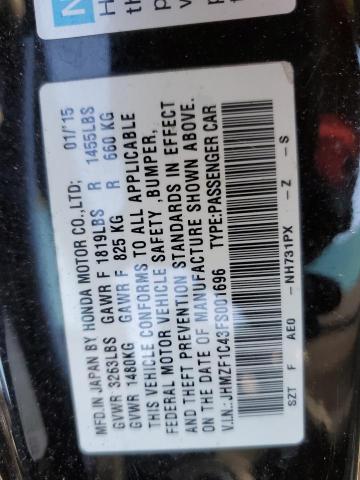 MFD.IN JAPAN BY HONDA MOTOR CO.,LTD; 01/'15
GVWR 3263LBS GAWR F 1819LBS R 1455LBS
GVWR 1480KG GAWR F 825 KG R 660 KG
THIS VEHICLE CONFORMS TO ALL APPLICABLE
FEDERAL MOTOR VEHICLE SAFETY ,BUMPER,
AND THEFT PREVENTION STANDARDS IN EFFECT
ON THE DATE OF MANUFACTURE SHOWN ABOVE.
V.I.N.:JHMZF1C43FS001696 TYPE:PASSENGER CAR
SZT F AE0 -NH731PX -Z -S